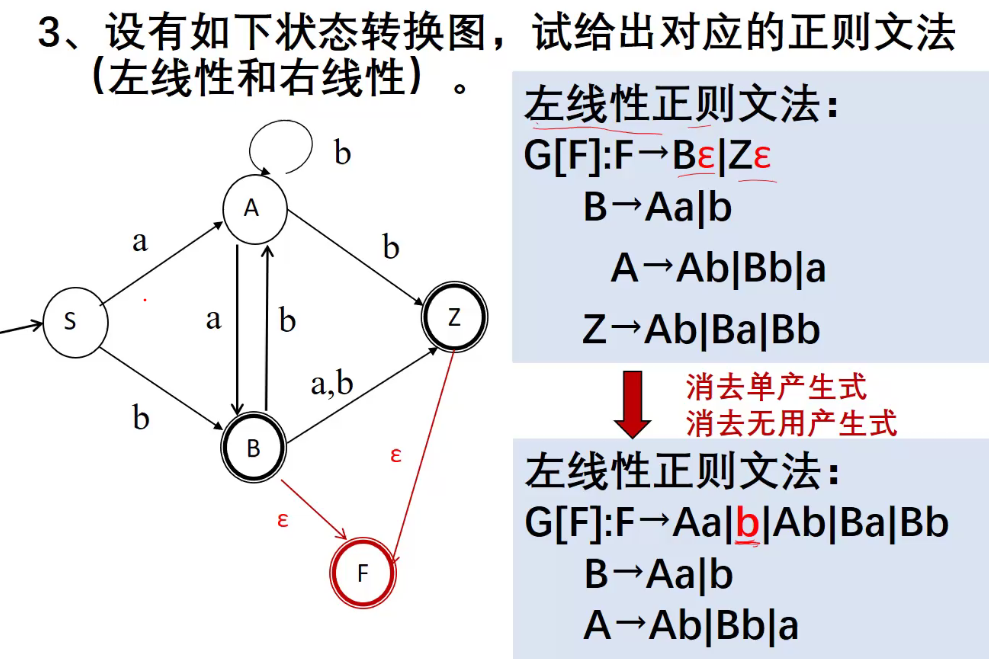 3、设有如下状态转换图，试给出对应的正则文法
（左线性和右线性）。
b
A
a
b
S
a
b
Z
a,b
b
B
ε
ε
F
左线性正则文法：
G[F]:F→Bε|Zε
B→Aa|b
A→Ab|Bb|a
Z→Ab|Ba|Bb
消去单产生式
消去无用产生式
左线性正则文法：
G[F]:F→Aa|b|Ab|Ba|Bb
B→Aa|b
A→Ab|Bb|a